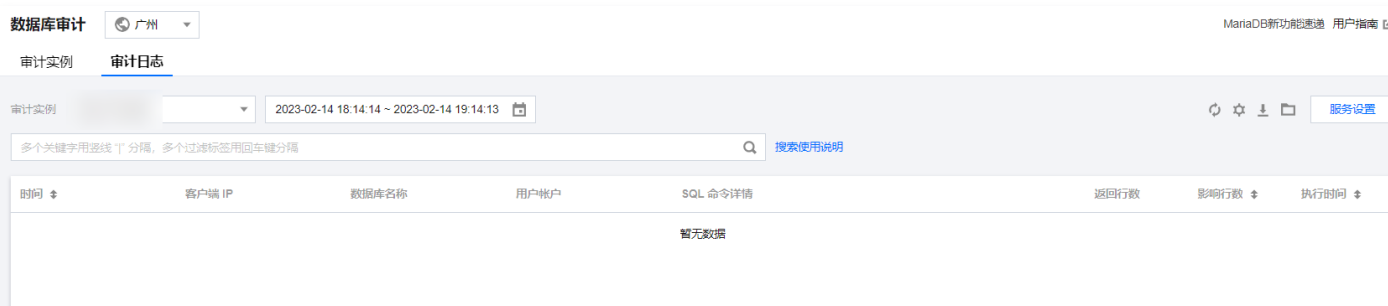 数据库审计 广州 MariaDB新功能速递 用户指南
审计实例 审计日志
审计实例 2023-02-14 18:14:14 ~ 2023-02-14 19:14:13 服务设置
多个关键字用竖线 "|" 分隔，多个过滤标签用回车键分隔 搜索使用说明
时间 客户端 IP 数据库名称 用户帐户 SQL 命令详情 返回行数 影响行数 执行时间
暂无数据